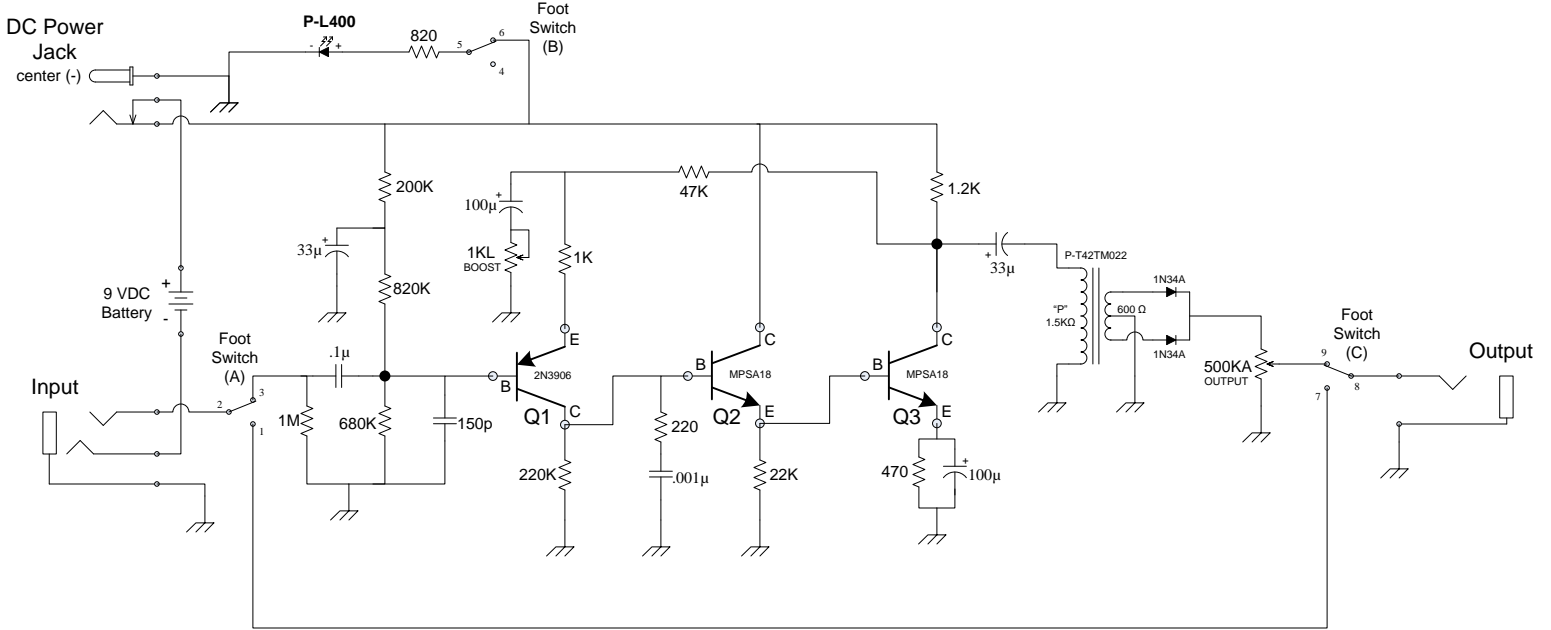 DC Power
Jack
center (-)
P-L400
- +
820
5
6
4
Foot
Switch
(B)
200K
33µ
+
820K
100µ
+
1KL
BOOST
1K
47K
1.2K
33µ
+
P-T42TM022
"P"
1.5KΩ
600 Ω
1N34A
1N34A
500KA
OUTPUT
9
8
7
Foot
Switch
(C)
Output
9 VDC
Battery
+
-
Foot
Switch
(A)
Input
2
3
1
1M
.1µ
680K
150p
B
E
C
2N3906
Q1
220K
220
.001µ
B
C
E
MPSA18
Q2
22K
B
C
E
MPSA18
Q3
470
100µ
+